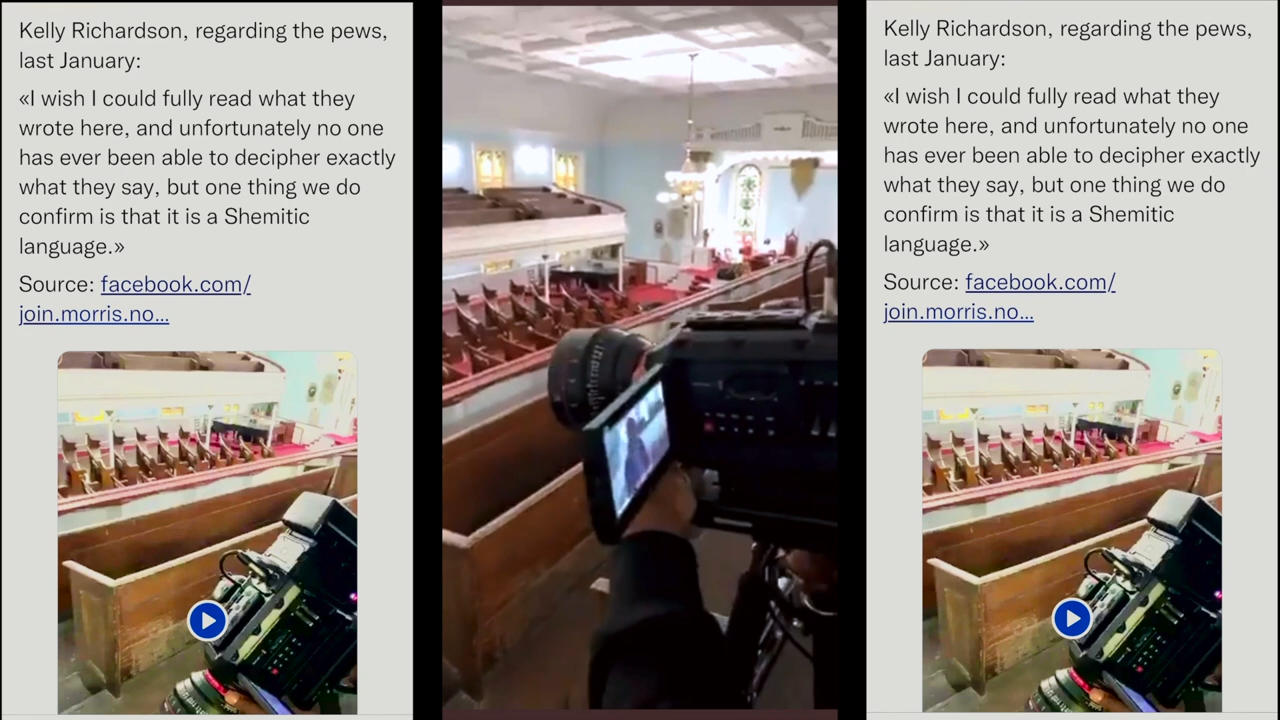 Kelly Richardson, regarding the pews,
last January:
«I wish I could fully read what they
wrote here, and unfortunately no one
has ever been able to decipher exactly
what they say, but one thing we do
confirm is that it is a Shemitic
language.»
Source: facebook.com/
join.morris.no...
Kelly Richardson, regarding the pews,
last January:
«I wish I could fully read what they
wrote here, and unfortunately no one
has ever been able to decipher exactly
what they say, but one thing we do
confirm is that it is a Shemitic
language.»
Source: facebook.com/
join.morris.no...